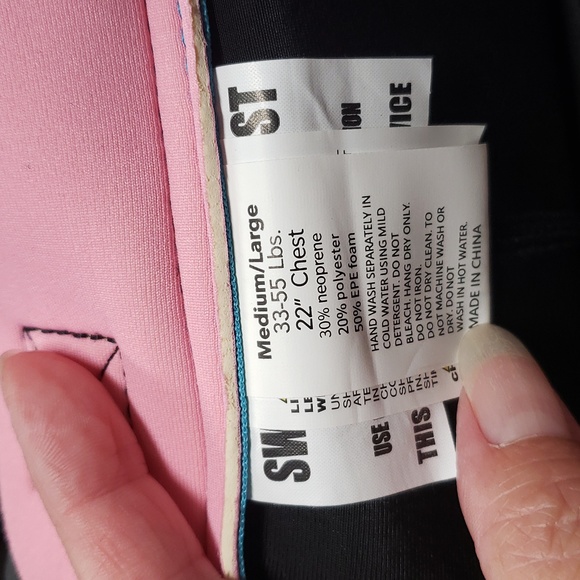 Medium/Large
33-55 Lbs.
22" Chest
30% neoprene
20% polyester
50% EPE foam
HAND WASH SEPARATELY IN
COLD WATER USING MILD
DETERGENT. DO NOT
BLEACH. HANG DRY ONLY.
DO NOT IRON.
DO NOT DRY CLEAN. TO
NOT MACHINE WASH OR
DRY. DO NOT
WASH IN HOT WATER.
MADE IN CHINA
SW
ST
USE
THIS
VICE